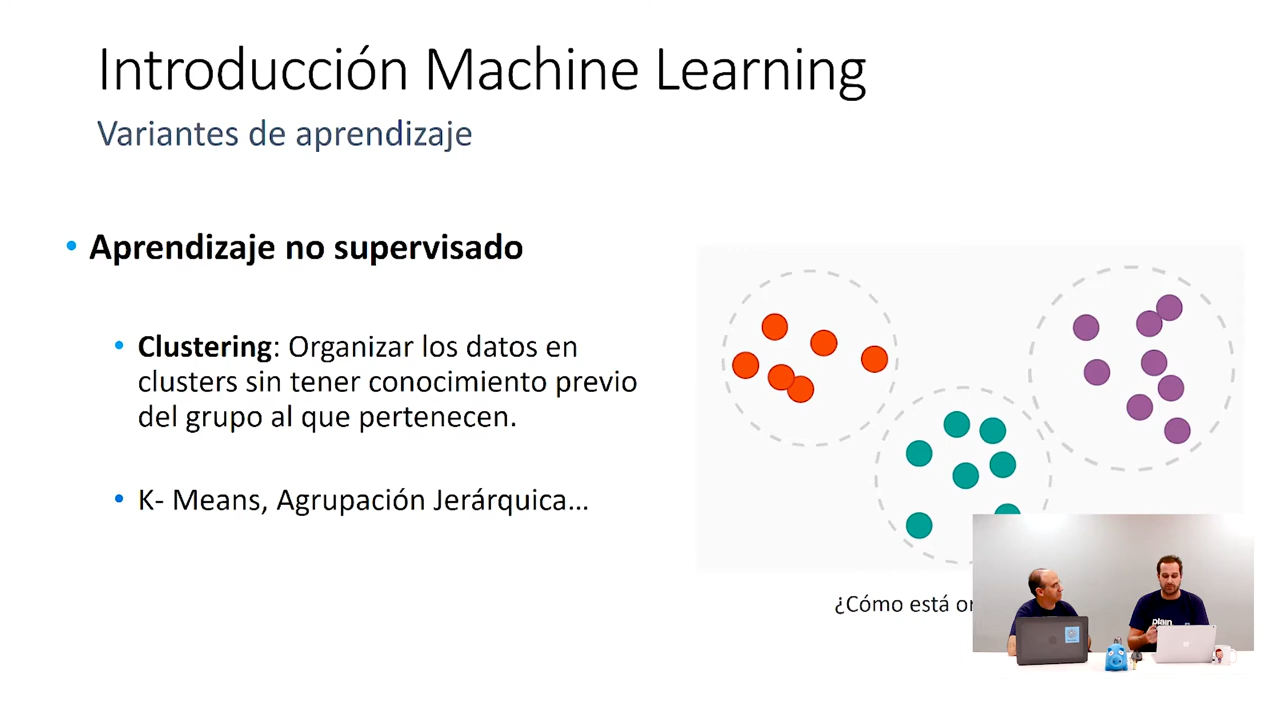 Introducción Machine Learning
Variantes de aprendizaje
• Aprendizaje no supervisado
• Clustering: Organizar los datos en
clusters sin tener conocimiento previo
del grupo al que pertenecen.
• K- Means, Agrupación Jerárquica...
¿Cómo está
plain